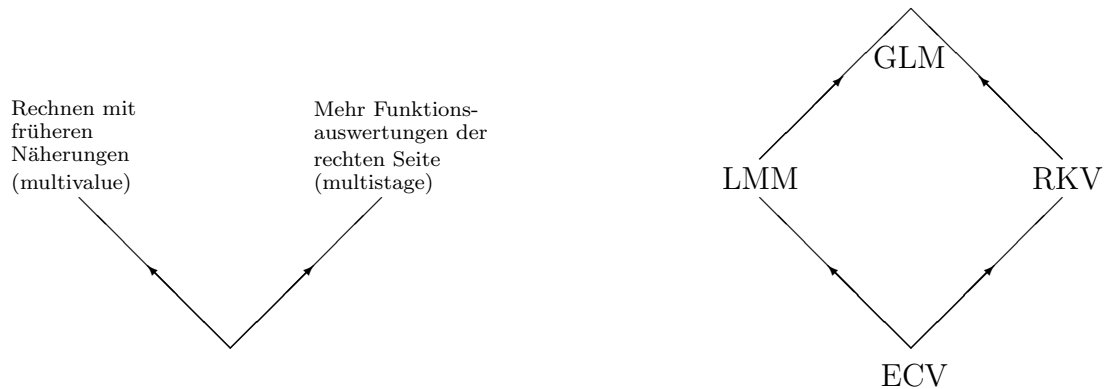 Rechnen mit
früheren
Näherungen
(multivalue)
Mehr Funktions-
auswertungen der
rechten Seite
(multistage)
GLM
LMM
RKV
ECV